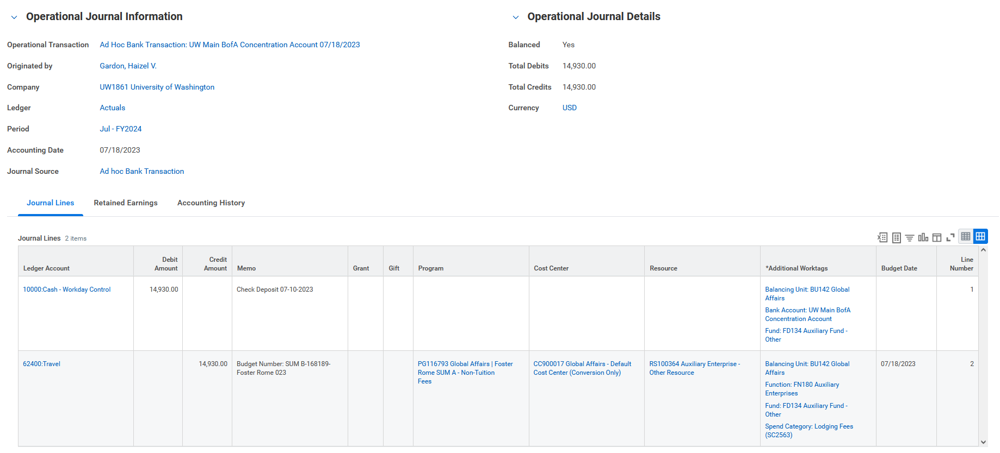 Operational Journal Information
Operational Transaction Ad Hoc Bank Transaction: UW Main BofA Concentration Account 07/18/2023
Originated by Gardon, Haizel V.
Company UW1861 University of Washington
Ledger Actuals
Period Jul - FY2024
Accounting Date 07/18/2023
Journal Source Ad hoc Bank Transaction
Operational Journal Details
Balanced Yes
Total Debits 14,930.00
Total Credits 14,930.00
Currency USD
Journal Lines Retained Earnings Accounting History
Journal Lines 2 items
Ledger Account
Debit
Amount
Credit
Amount
Memo
Grant
Gift
Program
Cost Center
Resource
*Additional Worktags
Budget Date
Line
Number
10000:Cash - Workday Control
14,930.00
Check Deposit 07-10-2023
Balancing Unit: BU142 Global
Affairs
Bank Account: UW Main BofA
Concentration Account
Fund: FD134 Auxiliary Fund -
Other
1
62400:Travel
14,930.00
Budget Number: SUM B-168189-
Foster Rome 023
PG116793 Global Affairs | Foster
Rome SUM A - Non-Tuition
Fees
CC900017 Global Affairs - Default
Cost Center (Conversion Only)
RS100364 Auxiliary Enterprise -
Other Resource
Balancing Unit: BU142 Global
Affairs
Function: FN180 Auxiliary
Enterprises
Fund: FD134 Auxiliary Fund -
Other
Spend Category: Lodging Fees
(SC2563)
07/18/2023
2